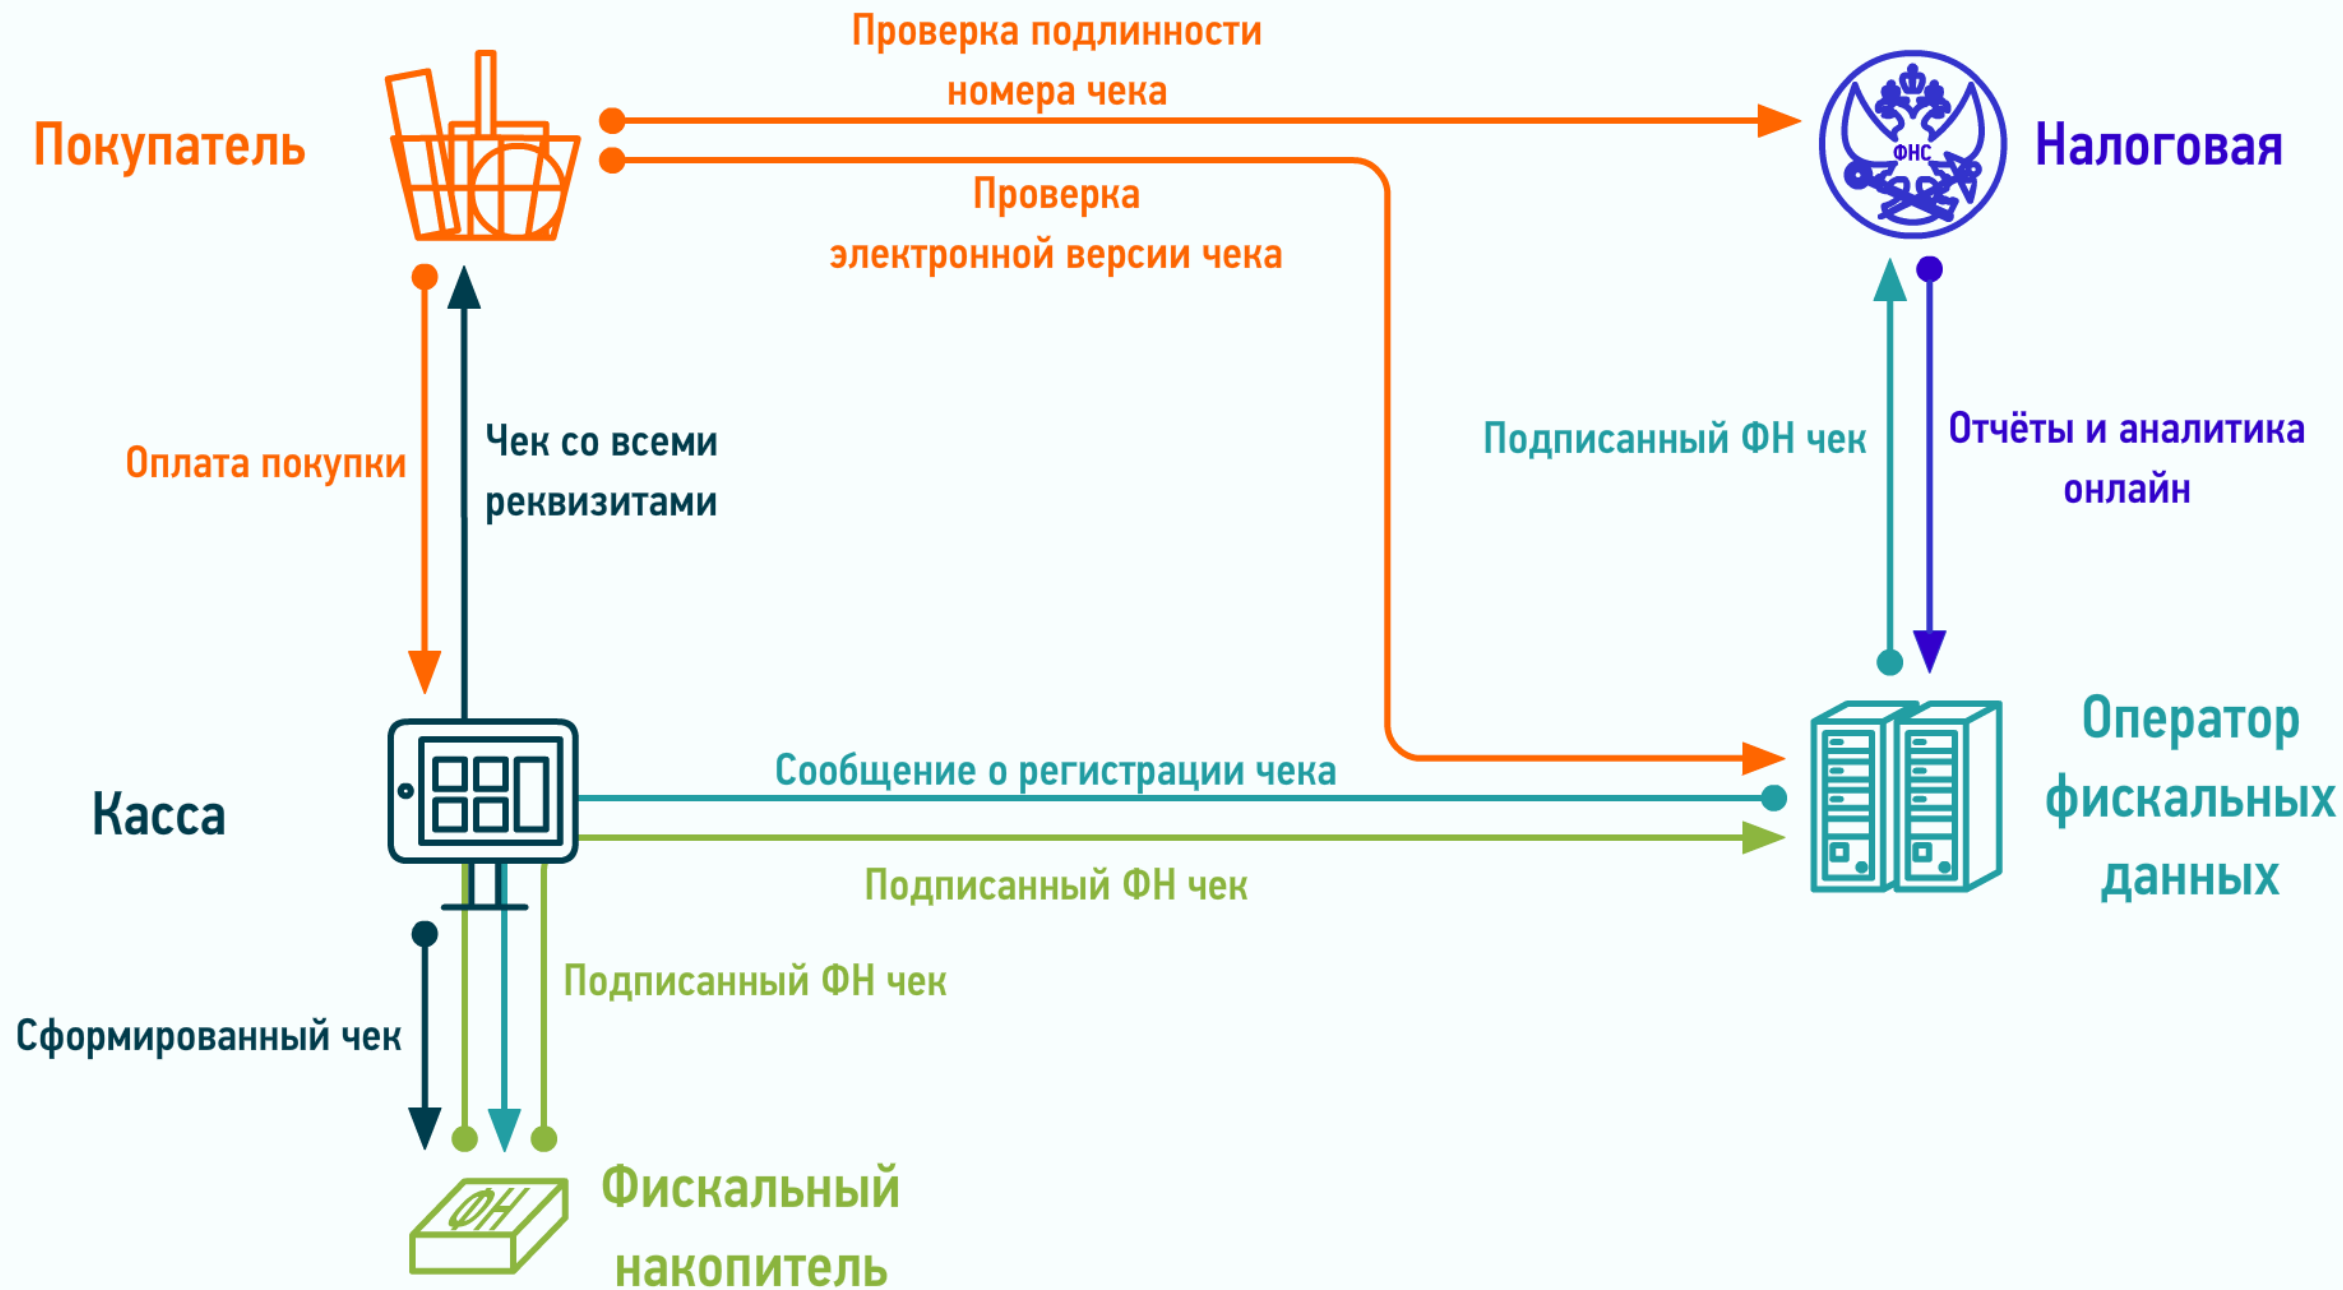 Проверка подлинности
номера чека
Покупатель
ФНС
Налоговая
Проверка
электронной версии чека
Оплата покупки
Чек со всеми
реквизитами
Подписанный ФН чек
Отчёты и аналитика
онлайн
Касса
Сообщение о регистрации чека
Оператор
фискальных
данных
Подписанный ФН чек
Подписанный ФН чек
Сформированный чек
ФН
Фискальный
накопитель